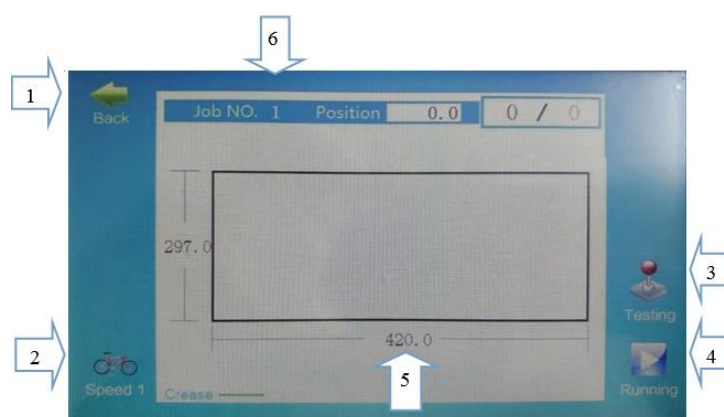 6
1
Back
Job NO. 1 Position 0.0 0 / 0
297.0
3
Testing
420.0
2
Speed 1
5
4
Running
Crease